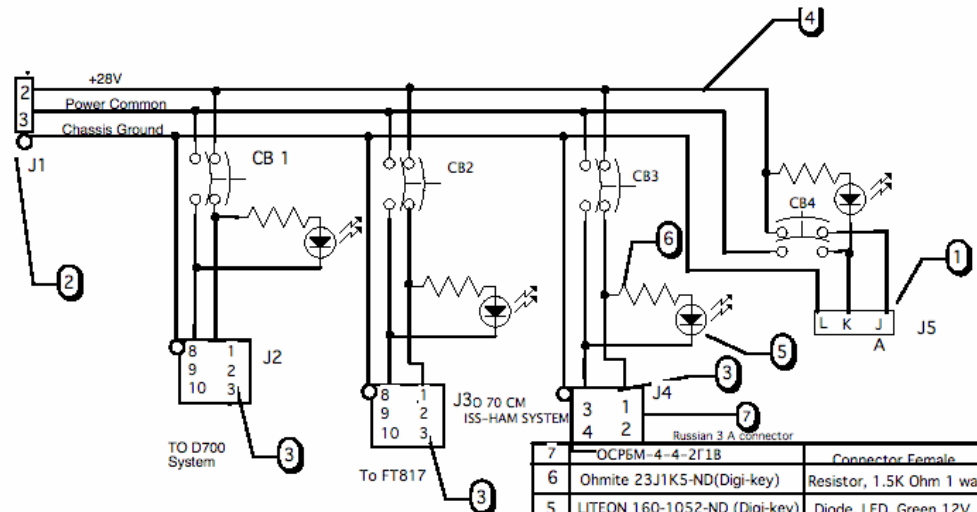 4
+28V
2
Power Common
3
Chassis Ground
J1
CB 1
CB2
CB3
CB4
6
1
2
L K J
J5
A
5
8 1
9 2
10 3
J2
3
J4
8 1
9 2
10 3
J3o 70 CM
ISS-HAM SYSTEM
3 1
4 2
7
Russian 3 A connector
TO D700
System
3
To FT817
3
7 ОСРБМ-4-4-2Г1В Connector Female
6 Ohmite 23J1K5-ND(Digi-key) Resistor, 1.5K Ohm 1 wa
5 LITEON 160-1052-ND (Digi-key) Diode, LED, Green 12V